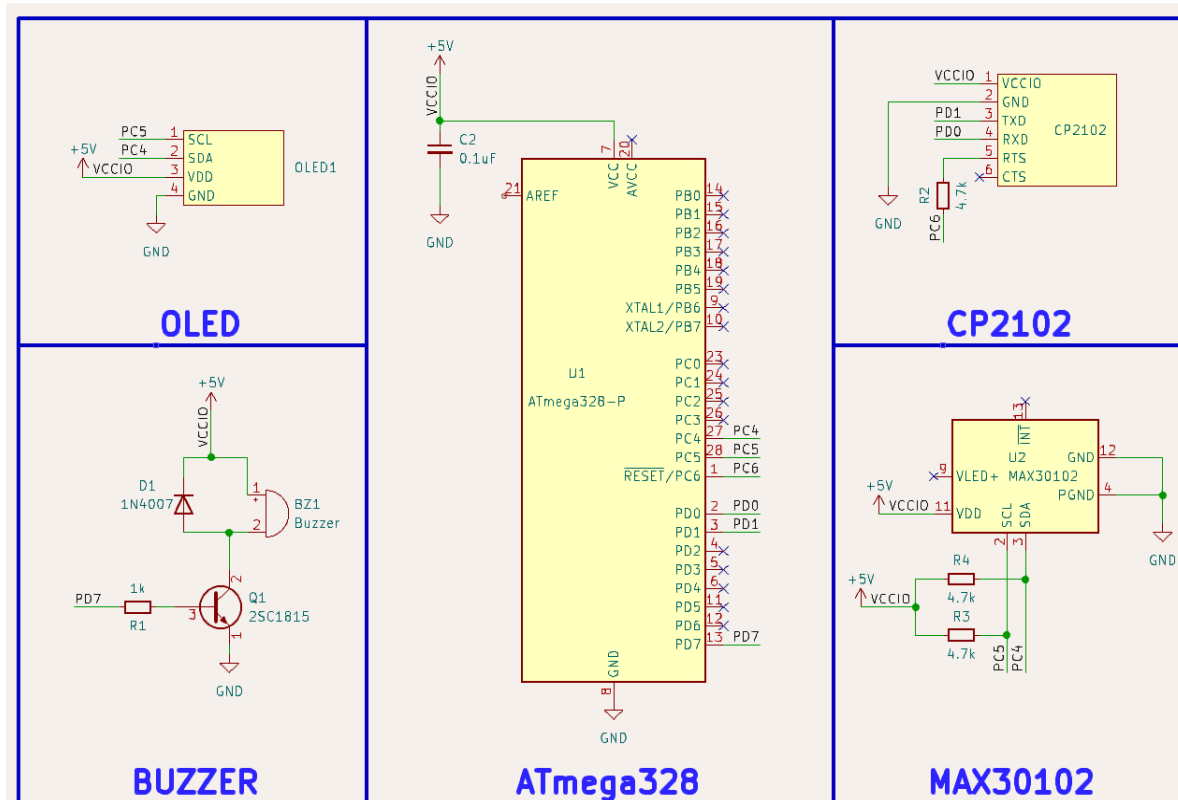 PC5 1 SCL
PC4 2 SDA
+5V
VCCIO 3 VDD
4 GND
OLED1
GND
OLED
+5V
VCCIO
D1
1N4007
1
+
2
BZ1
Buzzer
PD7
1k
R1
3
2
Q1
2SC1815
1
GND
BUZZER
+5V
VCCIO
C2
0.1uF
GND
7 VCC
20 AVCC
21 AREF
U1
ATmega328-P
PB0 14
PB1 15
PB2 16
PB3 17
PB4 18
PB5 19
XTAL1/PB6 9
XTAL2/PB7 10
PC0 23
PC1 24
PC2 25
PC3 26
PC4 27 PC4
PC5 28 PC5
RESET/PC6 1 PC6
PD0 2 PD0
PD1 3 PD1
PD2 4
PD3 5
PD4 6
PD5 11
PD6 12
PD7 13 PD7
GND
8
GND
ATmega328
VCCIO 1 VCCIO
2 GND
PD1 3 TXD
PD0 4 RXD
5 RTS
6 CTS
CP2102
R2
4.7k
PC6
GND
CP2102
13
INT
U2
MAX30102
9 VLED+
+5V
VCCIO 11 VDD
GND 12
PGND 4
SCL
SDA
2
3
GND
+5V
VCCIO
R4
4.7k
R3
4.7k
PC5
PC4
MAX30102